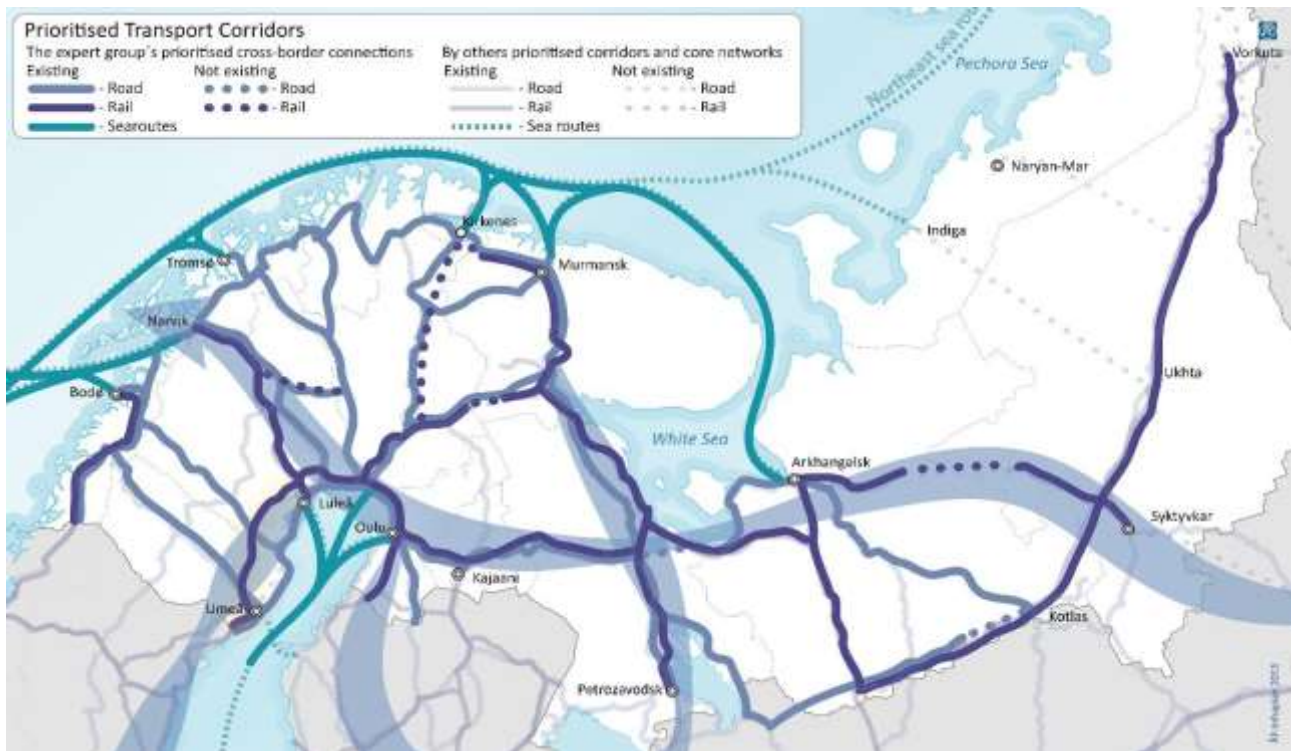 Prioritised Transport Corridors
The expert group´s prioritised cross-border connections
Existing Not existing
- Road - Road
- Rail - Rail
- Searoutes
By others prioritised corridors and core networks
Existing Not existing
- Road - Road
- Rail - Rail
- Sea routes
Northeast sea
Pechora Sea
Vorkuta
Naryan-Mar
Kirkenes
Indiga
Tromsø
Murmansk
Narvik
Ukhta
Bodø
White Sea
Arkhangelsk
Luleå
Syktyvkar
Oulu
Kajaani
Umeå
Kotlas
Petrozavodsk